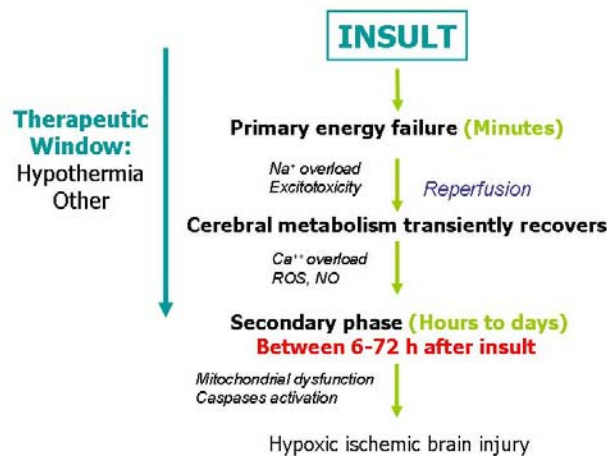 INSULT
Therapeutic
Window:
Hypothermia
Other
Primary energy failure (Minutes)
Na⁺ overload
Excitotoxicity
Reperfusion
Cerebral metabolism transiently recovers
Ca⁺⁺ overload
ROS, NO
Secondary phase (Hours to days)
Between 6-72 h after insult
Mitochondrial dysfunction
Caspases activation
Hypoxic ischemic brain injury